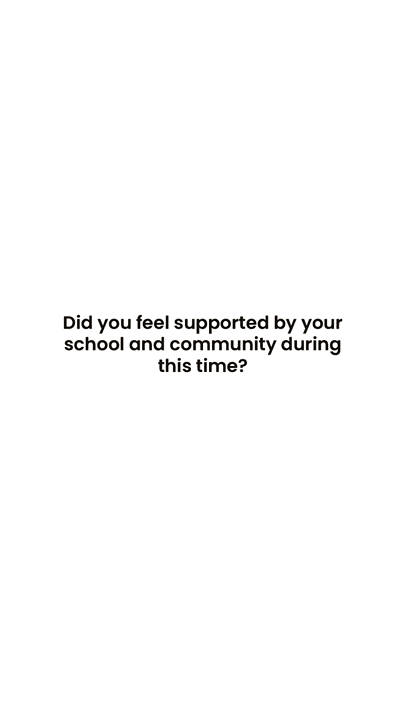 Did you feel supported by your
school and community during
this time?